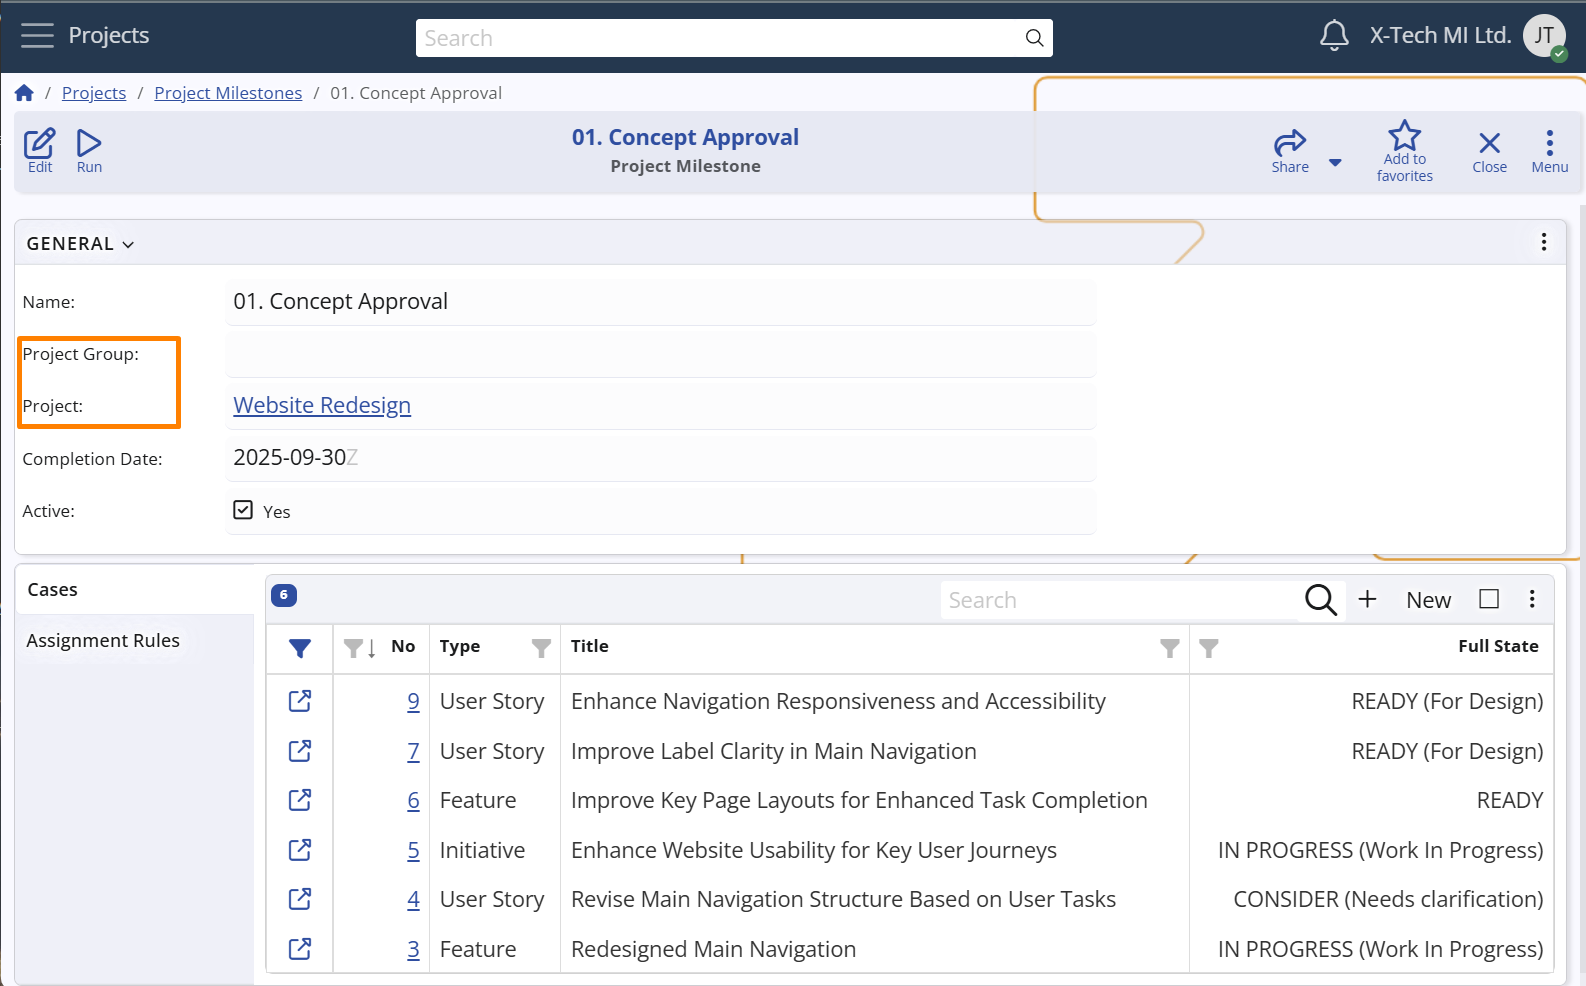 Projects
Search
X-Tech MI Ltd.
JT
/ Projects / Project Milestones / 01. Concept Approval
Edit
Run
01. Concept Approval
Project Milestone
Share
Add to
favorites
Close
Menu
GENERAL
Name: 01. Concept Approval
Project Group:
Project: Website Redesign
Completion Date: 2025-09-30Z
Active: Yes
Cases
Assignment Rules
6
Search
New
No Type Title Full State
9 User Story Enhance Navigation Responsiveness and Accessibility READY (For Design)
7 User Story Improve Label Clarity in Main Navigation READY (For Design)
6 Feature Improve Key Page Layouts for Enhanced Task Completion READY
5 Initiative Enhance Website Usability for Key User Journeys IN PROGRESS (Work In Progress)
4 User Story Revise Main Navigation Structure Based on User Tasks CONSIDER (Needs clarification)
3 Feature Redesigned Main Navigation IN PROGRESS (Work In Progress)